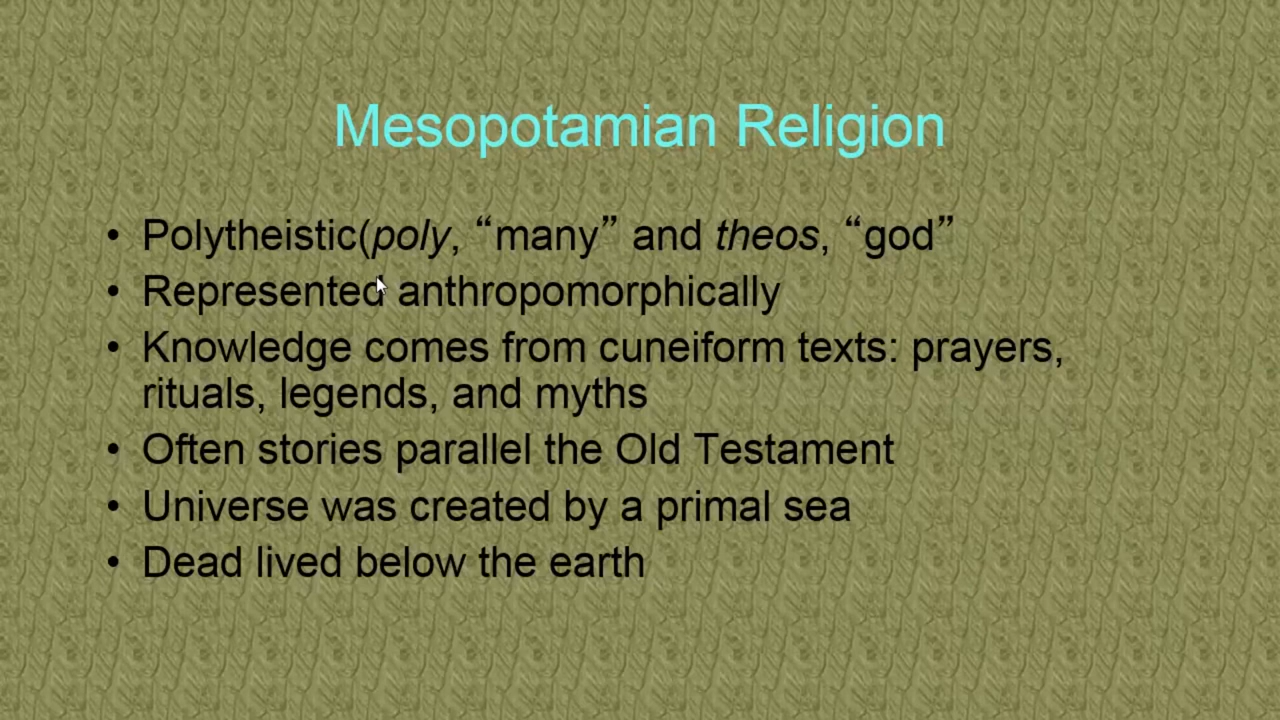 Mesopotamian Religion
• Polytheistic(poly, “many” and theos, “god”
• Represented anthropomorphically
• Knowledge comes from cuneiform texts: prayers,
rituals, legends, and myths
• Often stories parallel the Old Testament
• Universe was created by a primal sea
• Dead lived below the earth